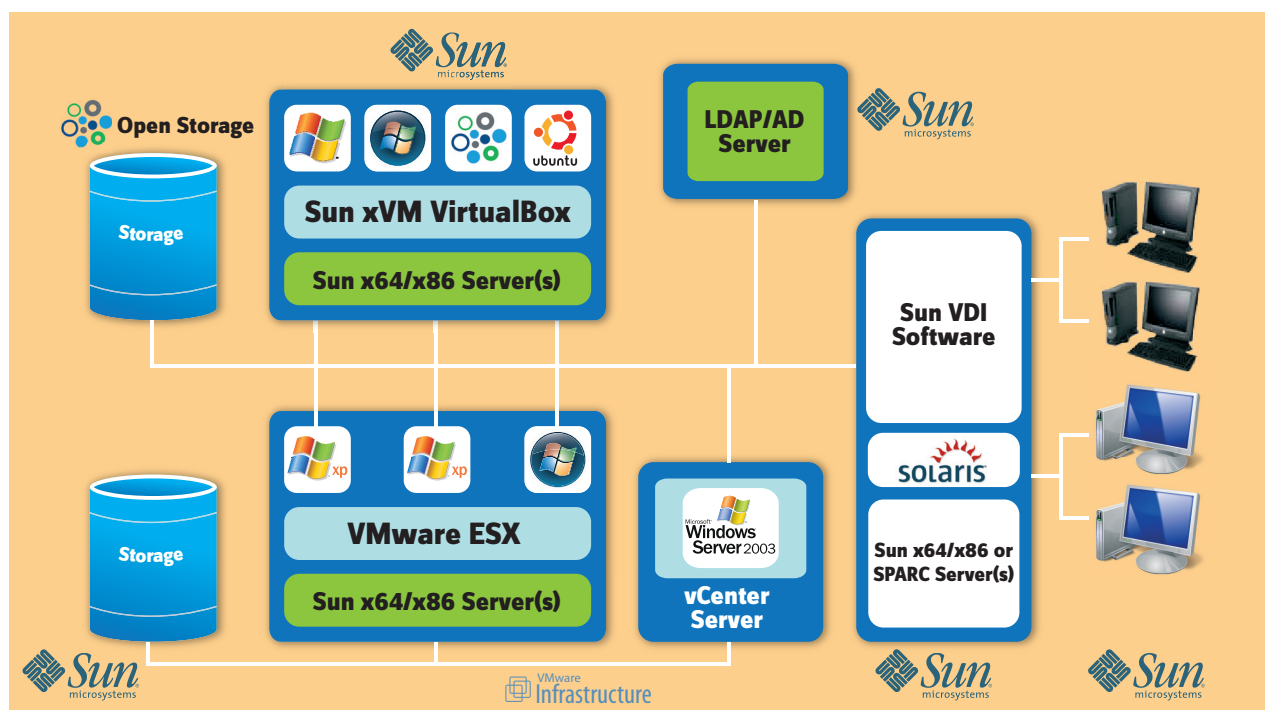 Sun
microsystems
Open Storage
Storage
ubuntu
Sun xVM VirtualBox
Sun x64/x86 Server(s)
LDAP/AD
Server
Sun
microsystems
Sun VDI
Software
solaris
Sun x64/x86 or
SPARC Server(s)
Storage
xp
xp
VMware ESX
Sun x64/x86 Server(s)
Microsoft
Windows
Server 2003
vCenter
Server
Sun
microsystems
VMware
Infrastructure
Sun
microsystems
Sun
microsystems